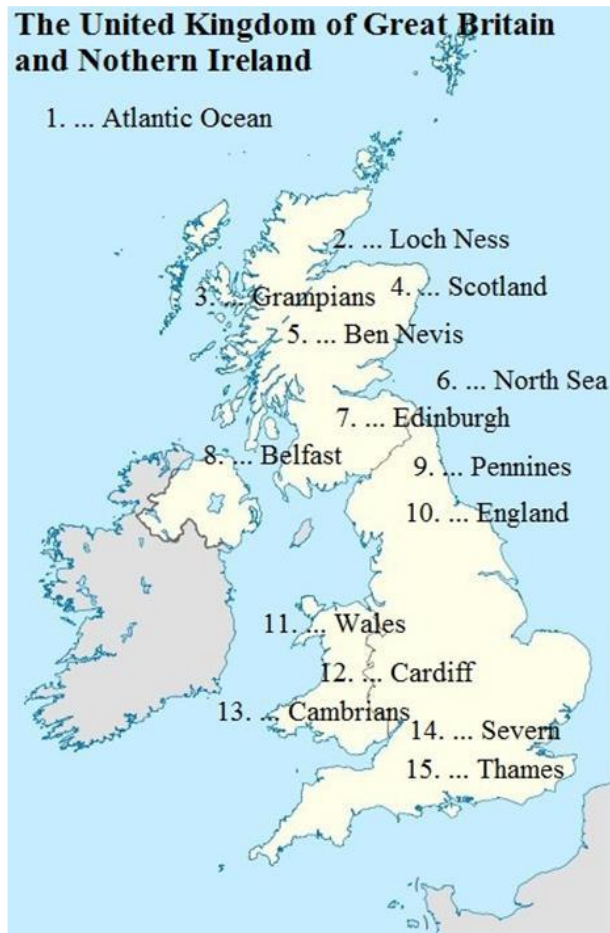 The United Kingdom of Great Britain
and Nothern Ireland
1. ... Atlantic Ocean
2. ... Loch Ness
3. ... Grampians
4. ... Scotland
5. ... Ben Nevis
6. ... North Sea
7. ... Edinburgh
8. ... Belfast
9. ... Pennines
10. ... England
11. ... Wales
12. ... Cardiff
13. ... Cambrians
14. ... Severn
15. ... Thames